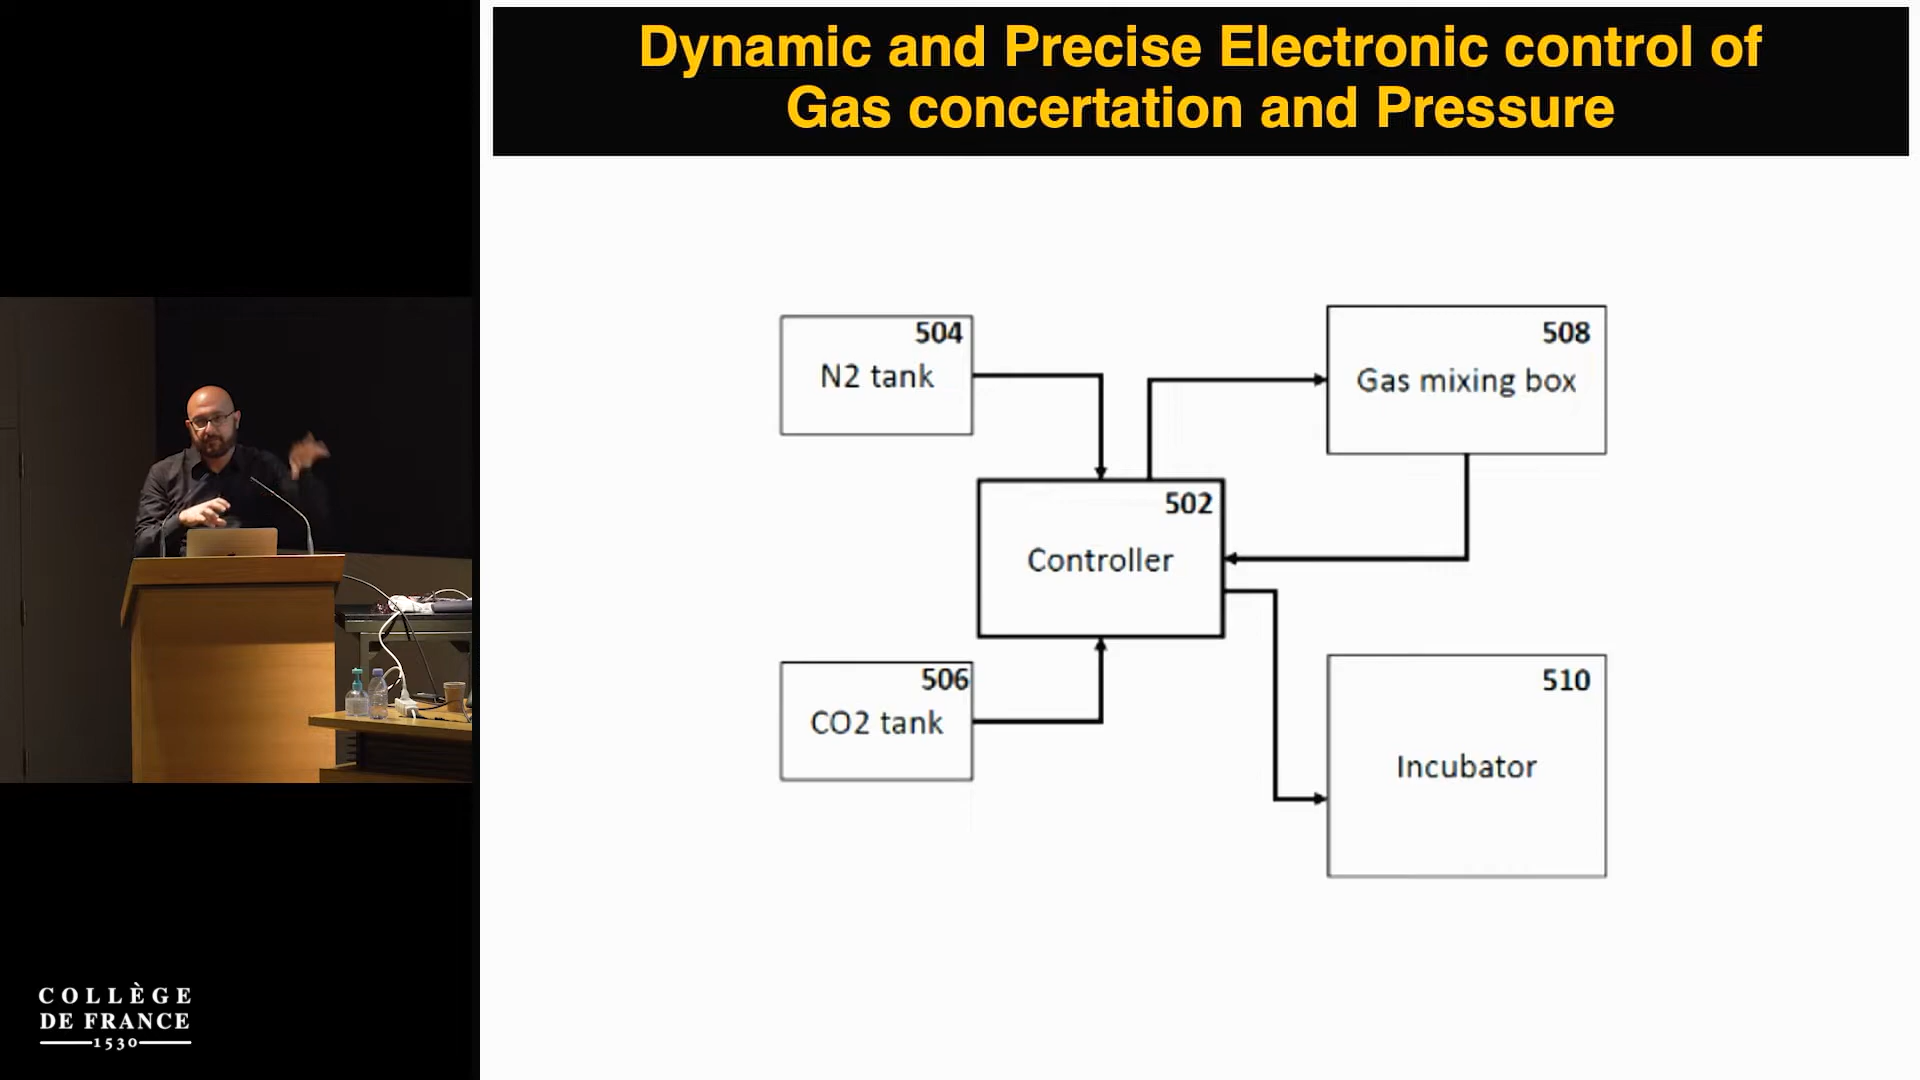 Dynamic and Precise Electronic control of
Gas concertation and Pressure
504
N2 tank
508
Gas mixing box
502
Controller
506
CO2 tank
510
Incubator
COLLÈGE
DE FRANCE
1530